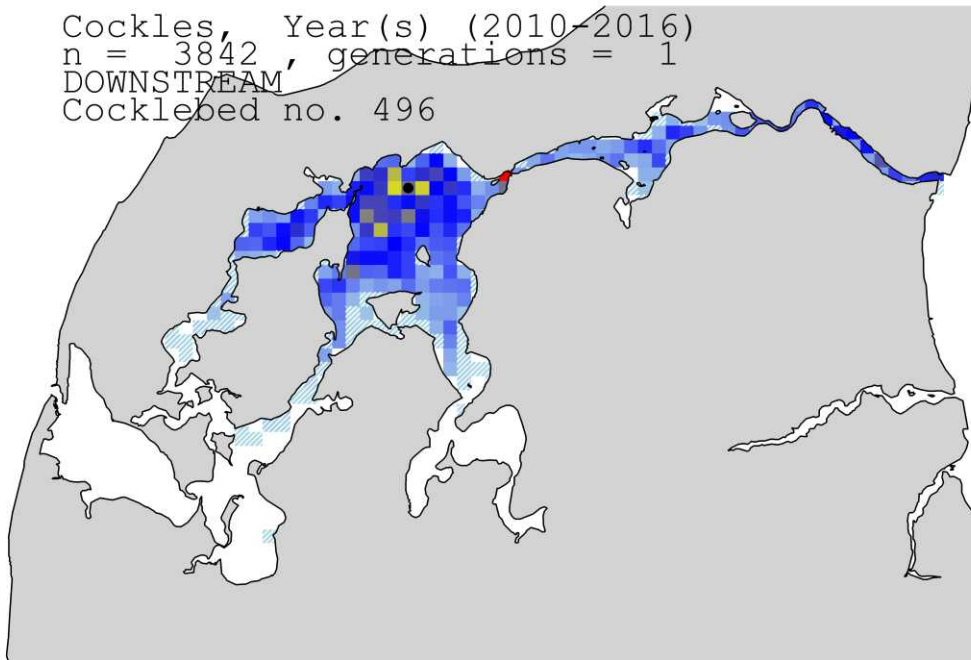 Cockles, Year(s) (2010-2016)
n = 3842 , generations = 1
DOWNSTREAM
Cocklebed no. 496